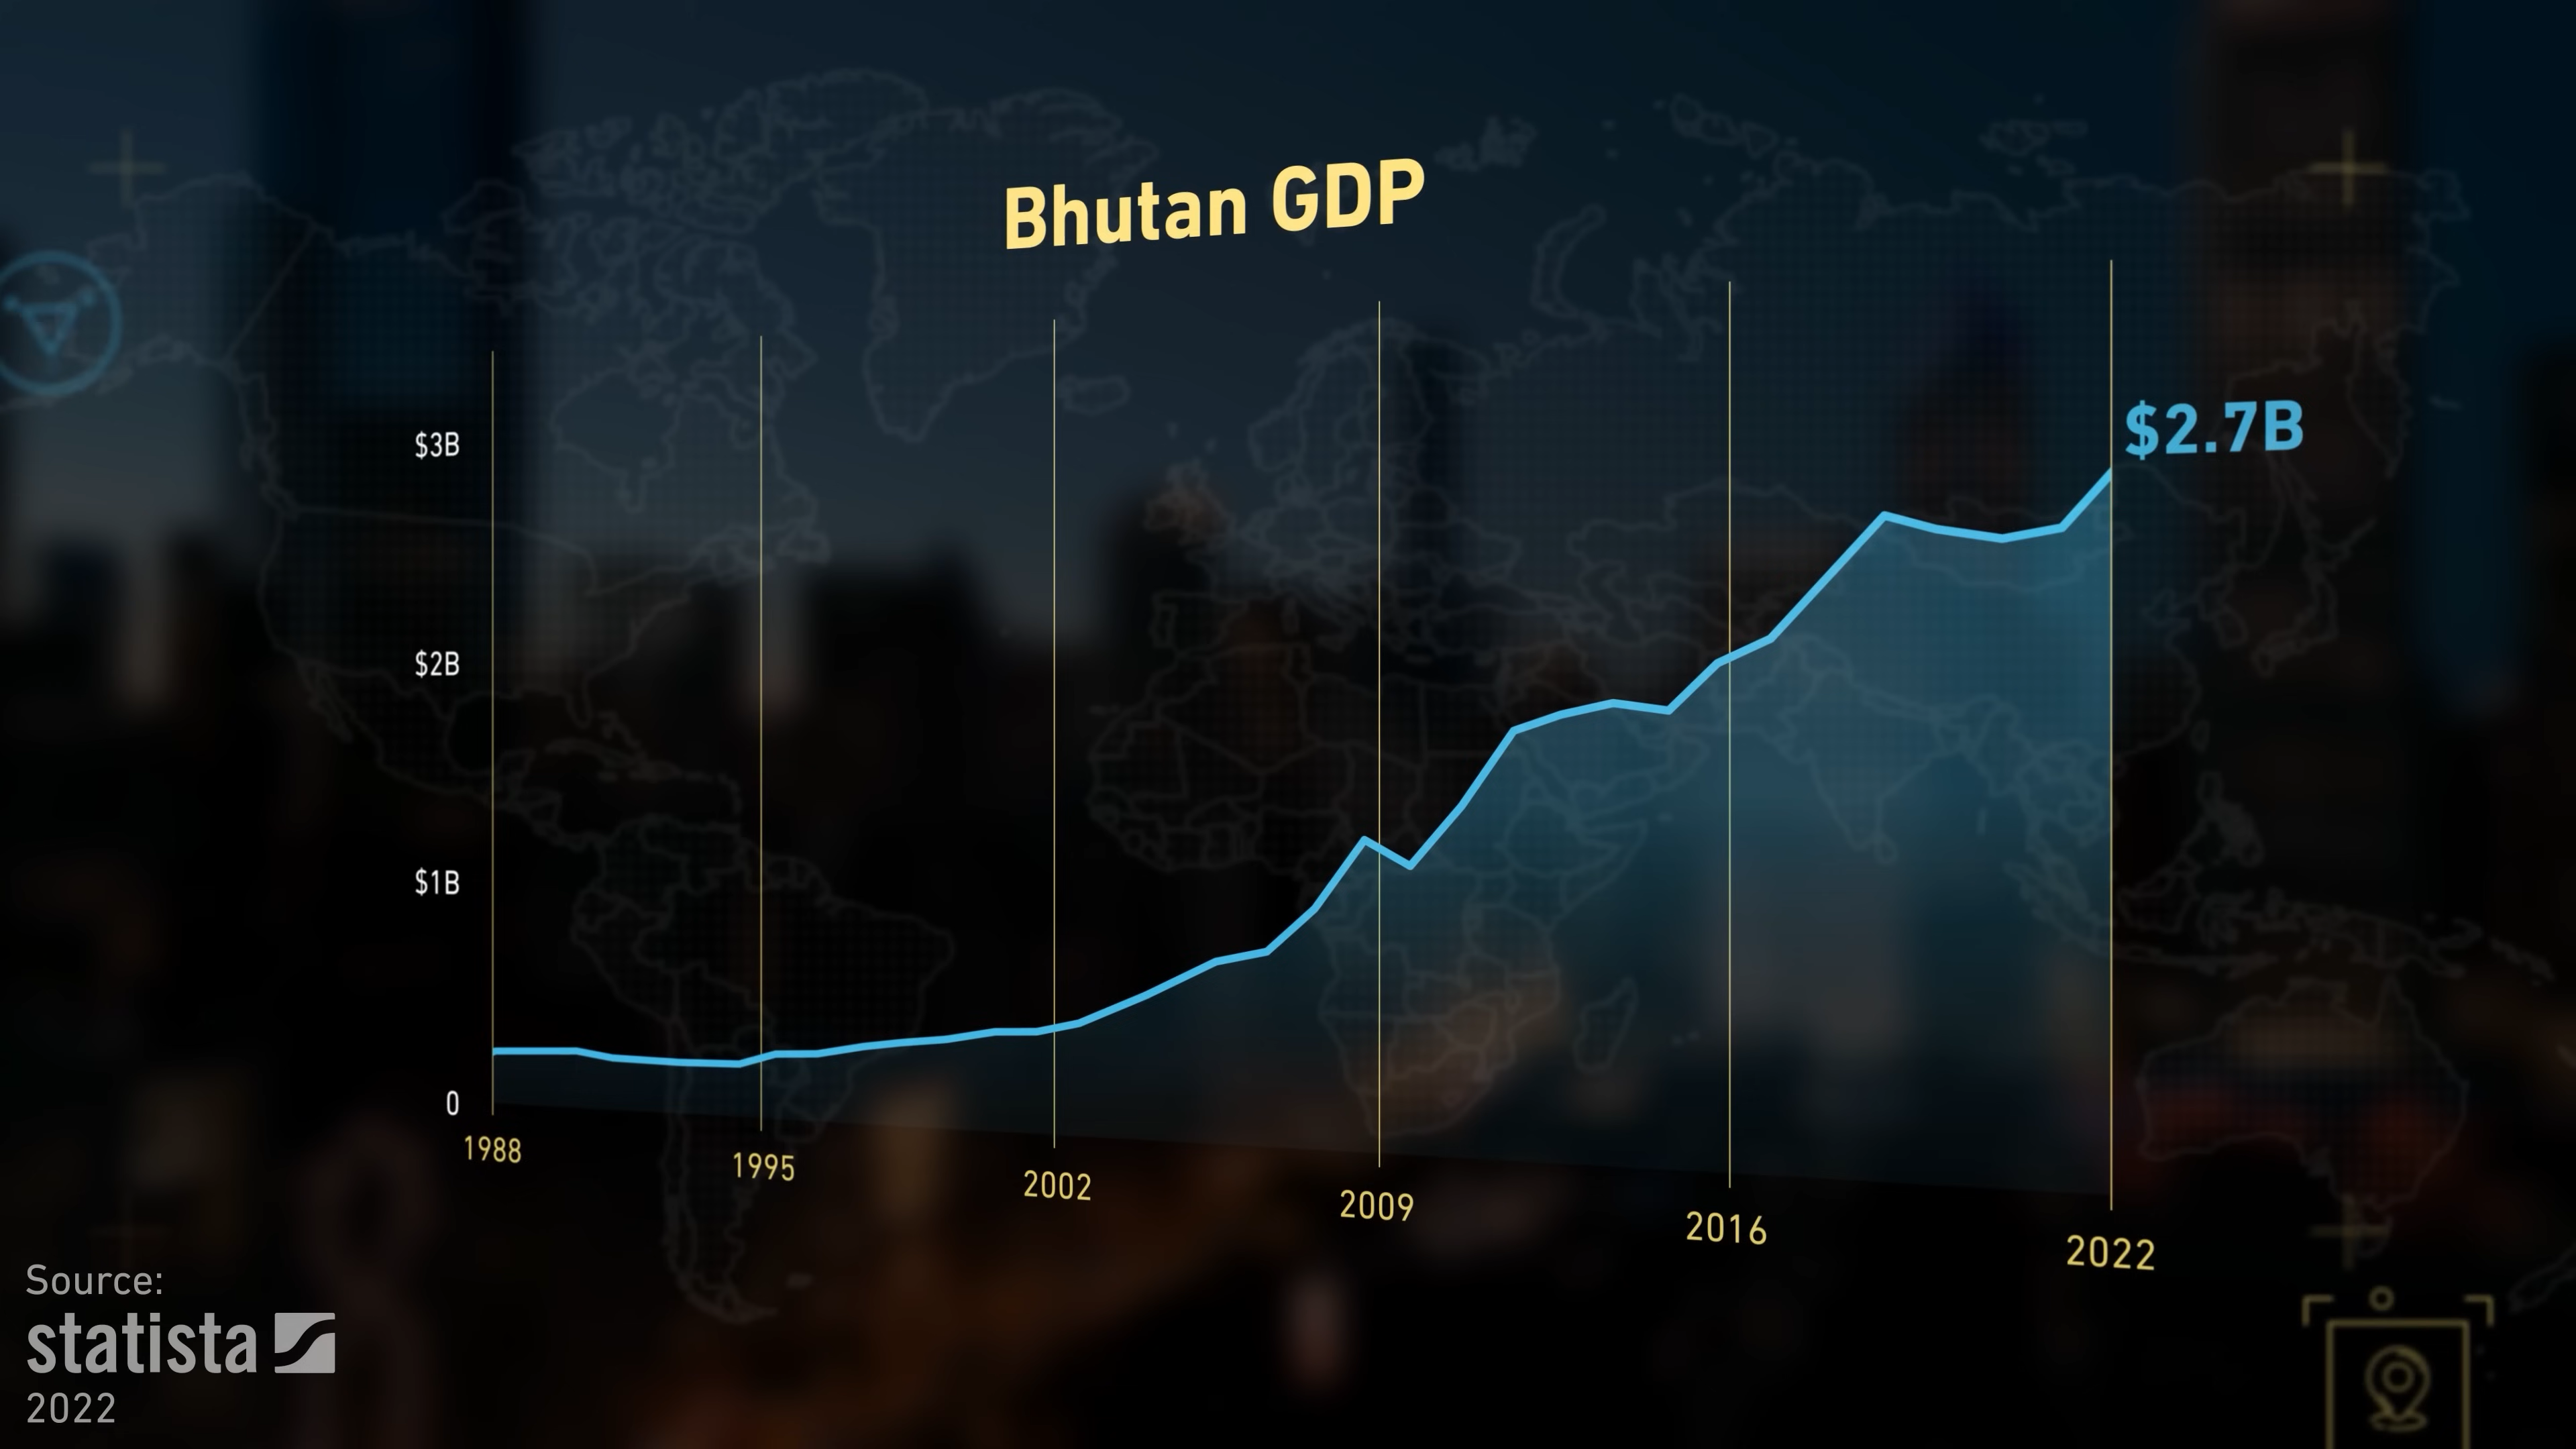 Bhutan GDP
$2.7B
$3B
$2B
$1B
0
1988
1995
2002
2009
2016
2022
Source:
statista
2022